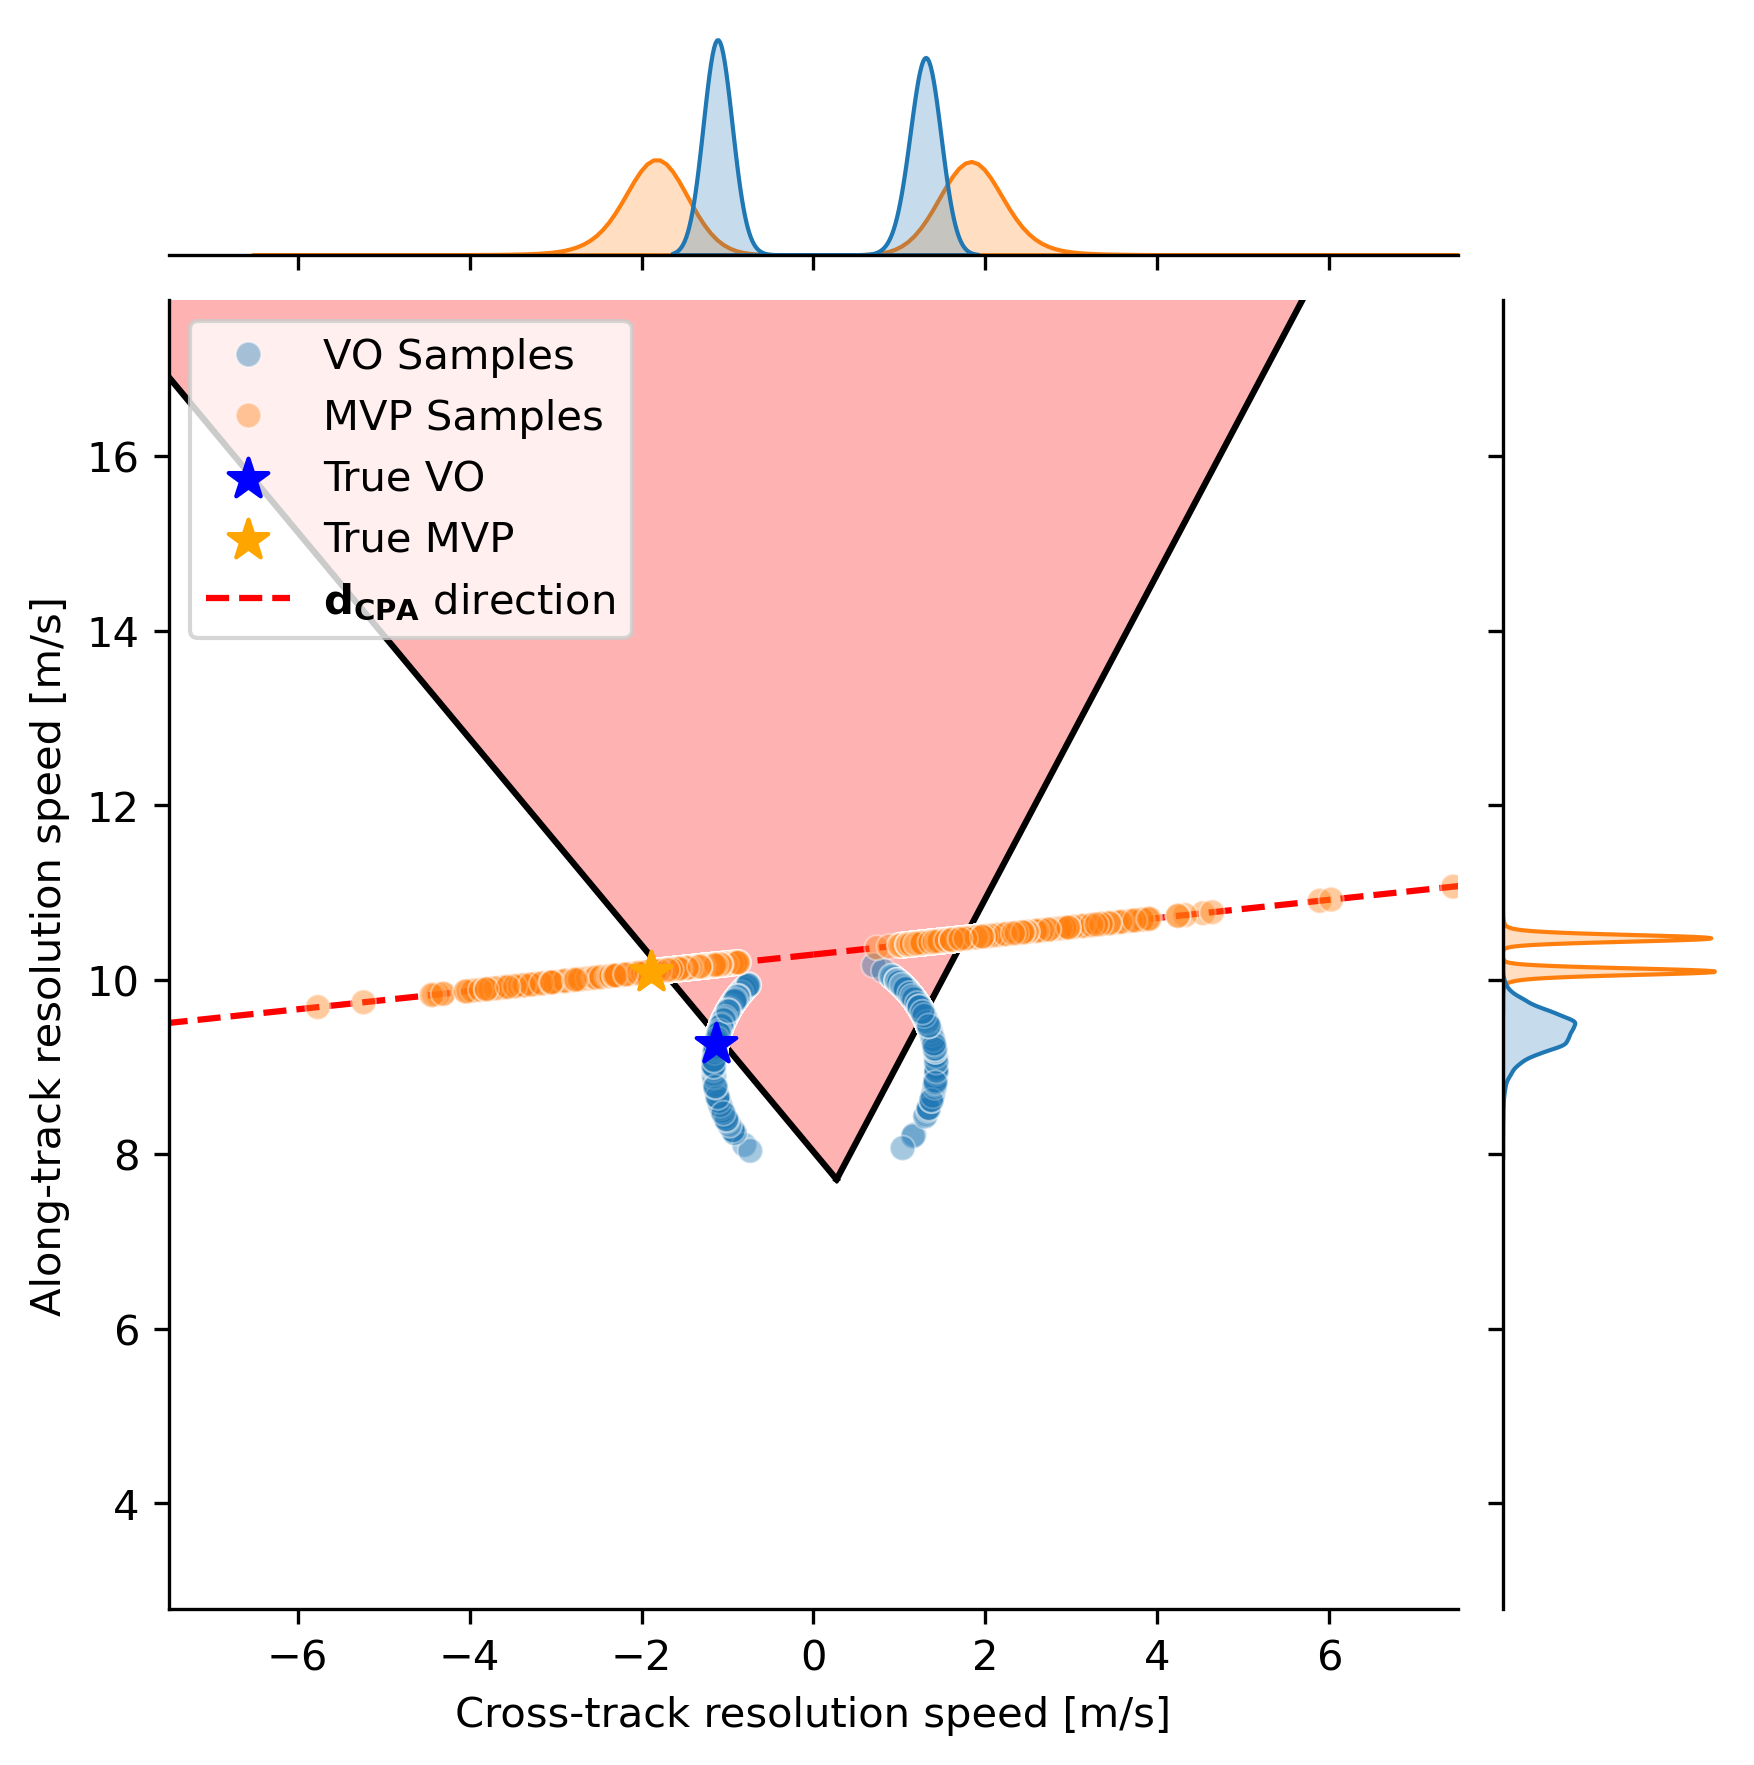 VO Samples
MVP Samples
True VO
True MVP
d_CPA direction
16
14
12
10
8
6
4
Along-track resolution speed [m/s]
−6 −4 −2 0 2 4 6
Cross-track resolution speed [m/s]